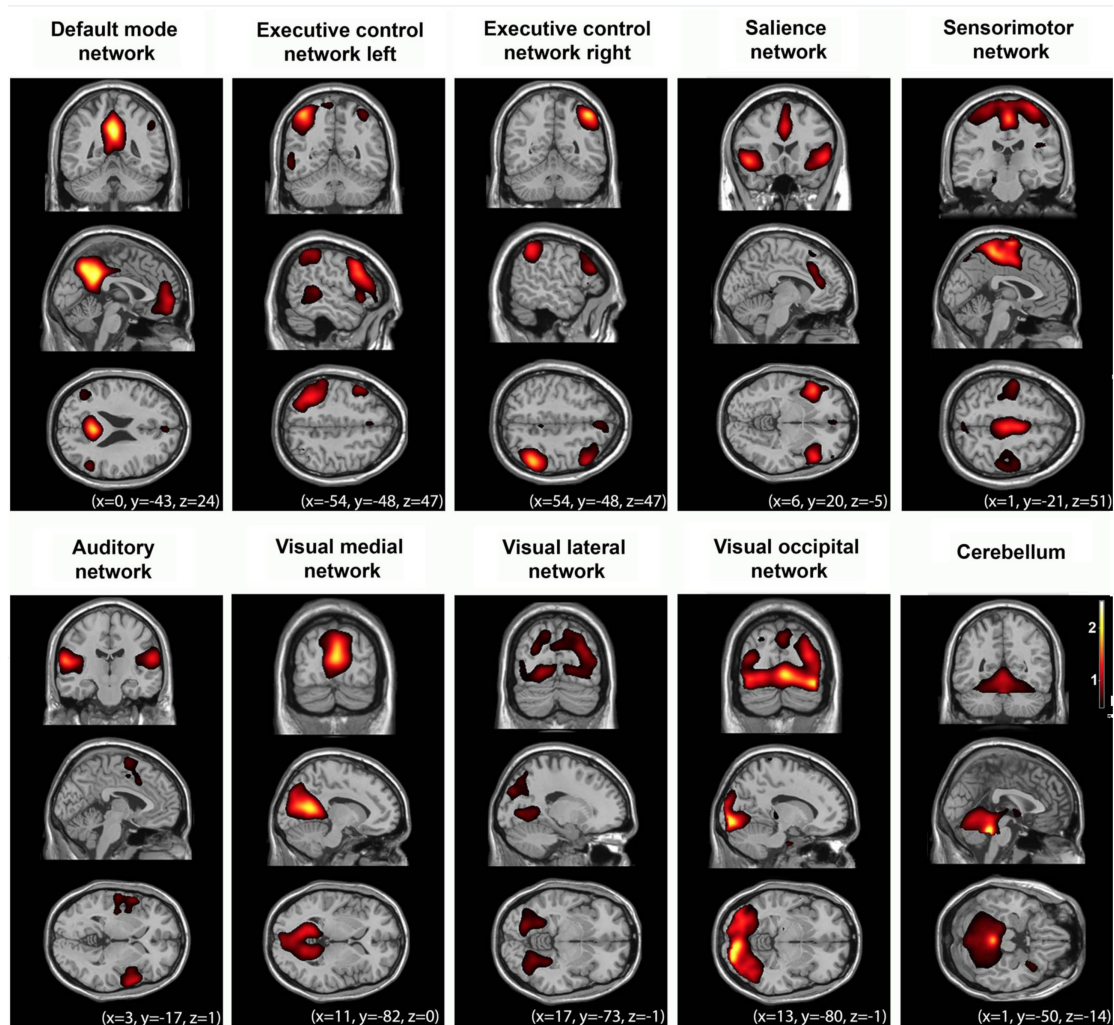 Default mode
network
Executive control
network left
Executive control
network right
Salience
network
Sensorimotor
network
(x=0, y=-43, z=24)
(x=-54, y=-48, z=47)
(x=54, y=-48, z=47)
(x=6, y=20, z=-5)
(x=1, y=-21, z=51)
Auditory
network
Visual medial
network
Visual lateral
network
Visual occipital
network
Cerebellum
2
1
(x=3, y=-17, z=1)
(x=11, y=-82, z=0)
(x=17, y=-73, z=-1)
(x=13, y=-80, z=-1)
(x=1, y=-50, z=-14)